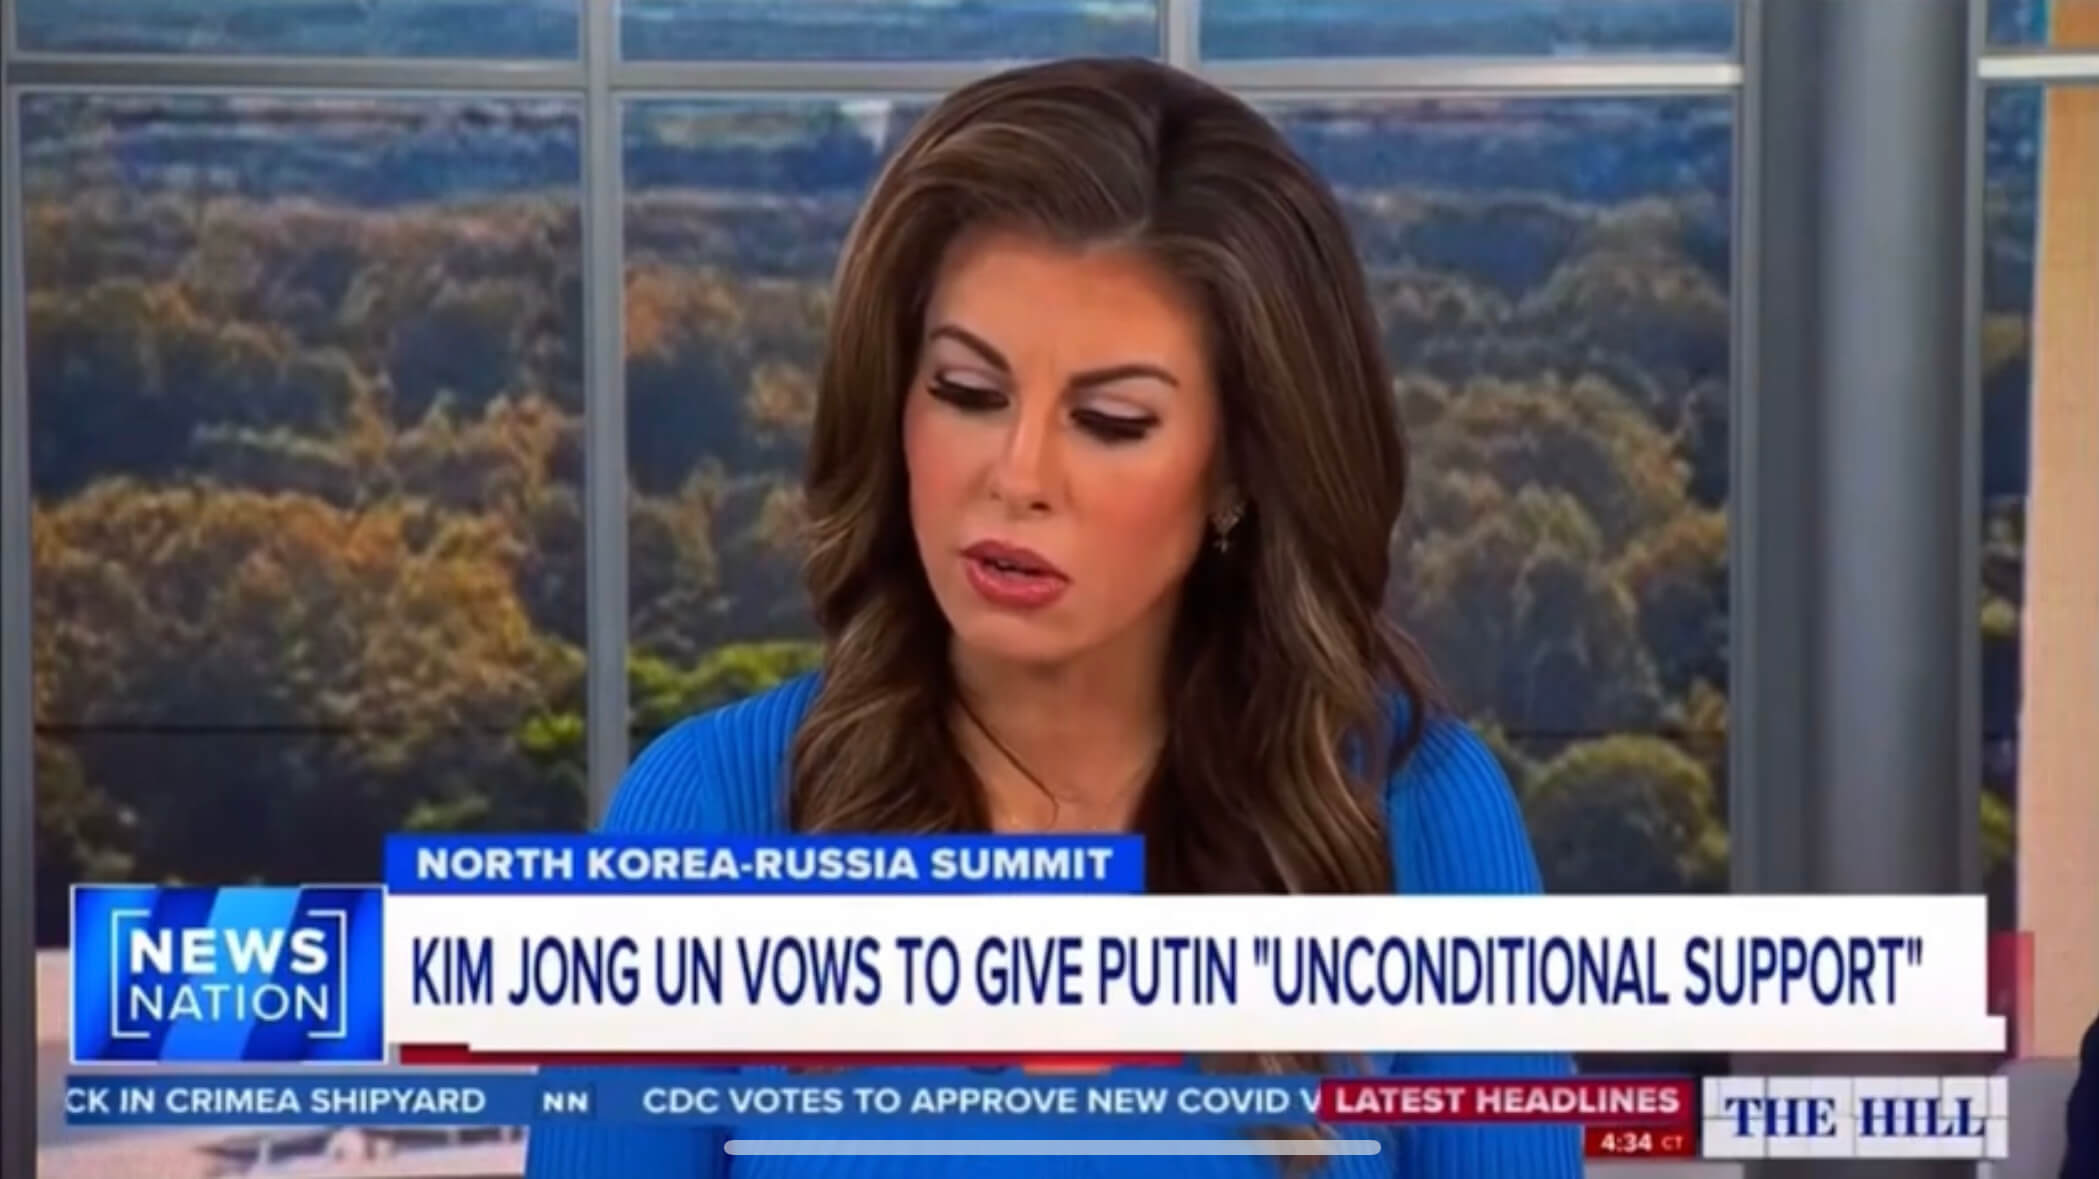 NORTH KOREA-RUSSIA SUMMIT
NEWS
NATION
KIM JONG UN VOWS TO GIVE PUTIN "UNCONDITIONAL SUPPORT"
CK IN CRIMEA SHIPYARD NN CDC VOTES TO APPROVE NEW COVID V
LATEST HEADLINES
4:34 CT
THE HILL